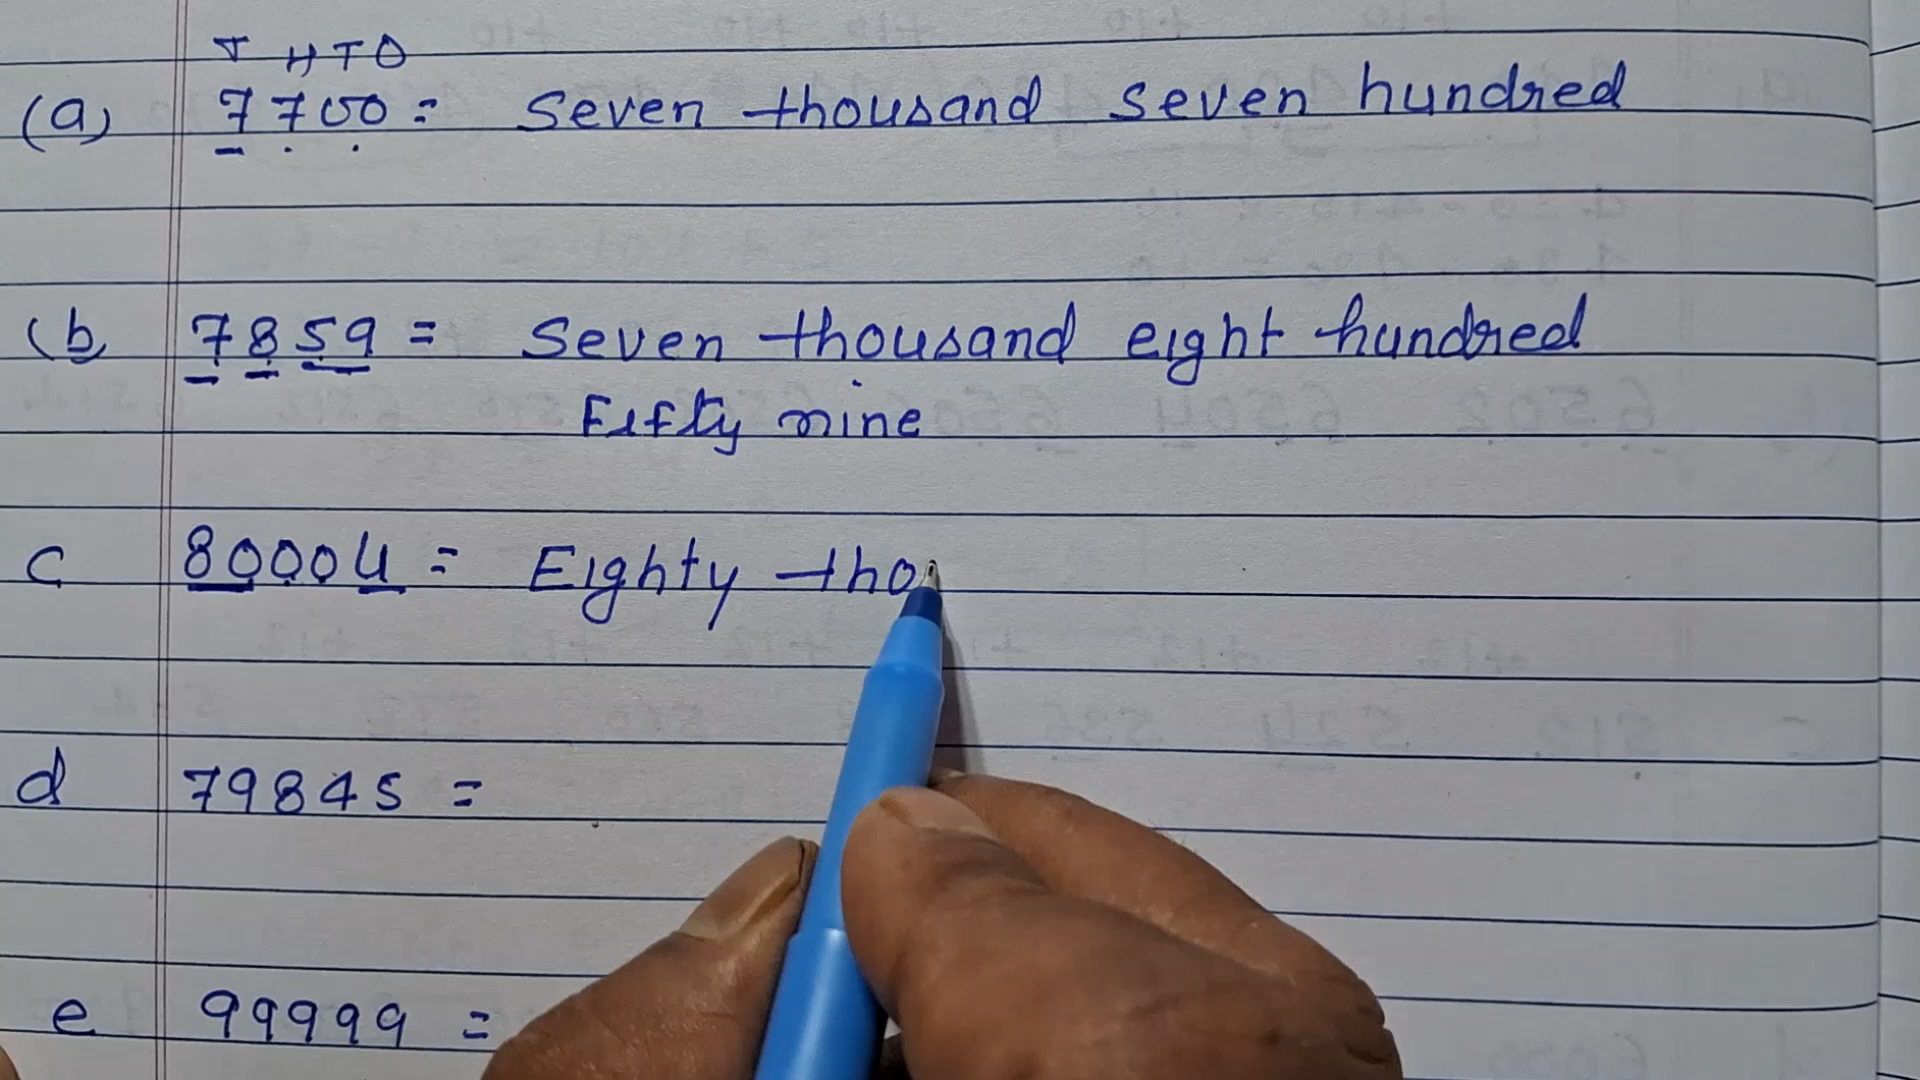 T H T O
(a) 7700 = Seven thousand seven hundred
(b 7859 = Seven thousand eight hundred
Fifty nine
c 80004 = Eighty tho
d 79845 =
e 99999 =